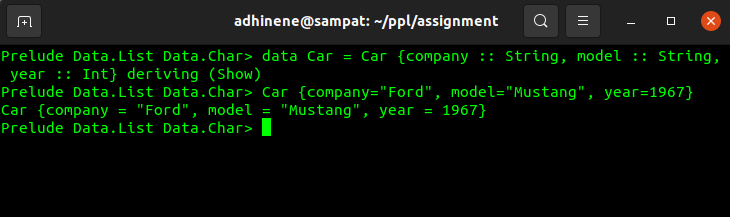 adhinene@sampat: ~/ppl/assignment
Prelude Data.List Data.Char> data Car = Car {company :: String, model :: String,
 year :: Int} deriving (Show)
Prelude Data.List Data.Char> Car {company="Ford", model="Mustang", year=1967}
Car {company = "Ford", model = "Mustang", year = 1967}
Prelude Data.List Data.Char>